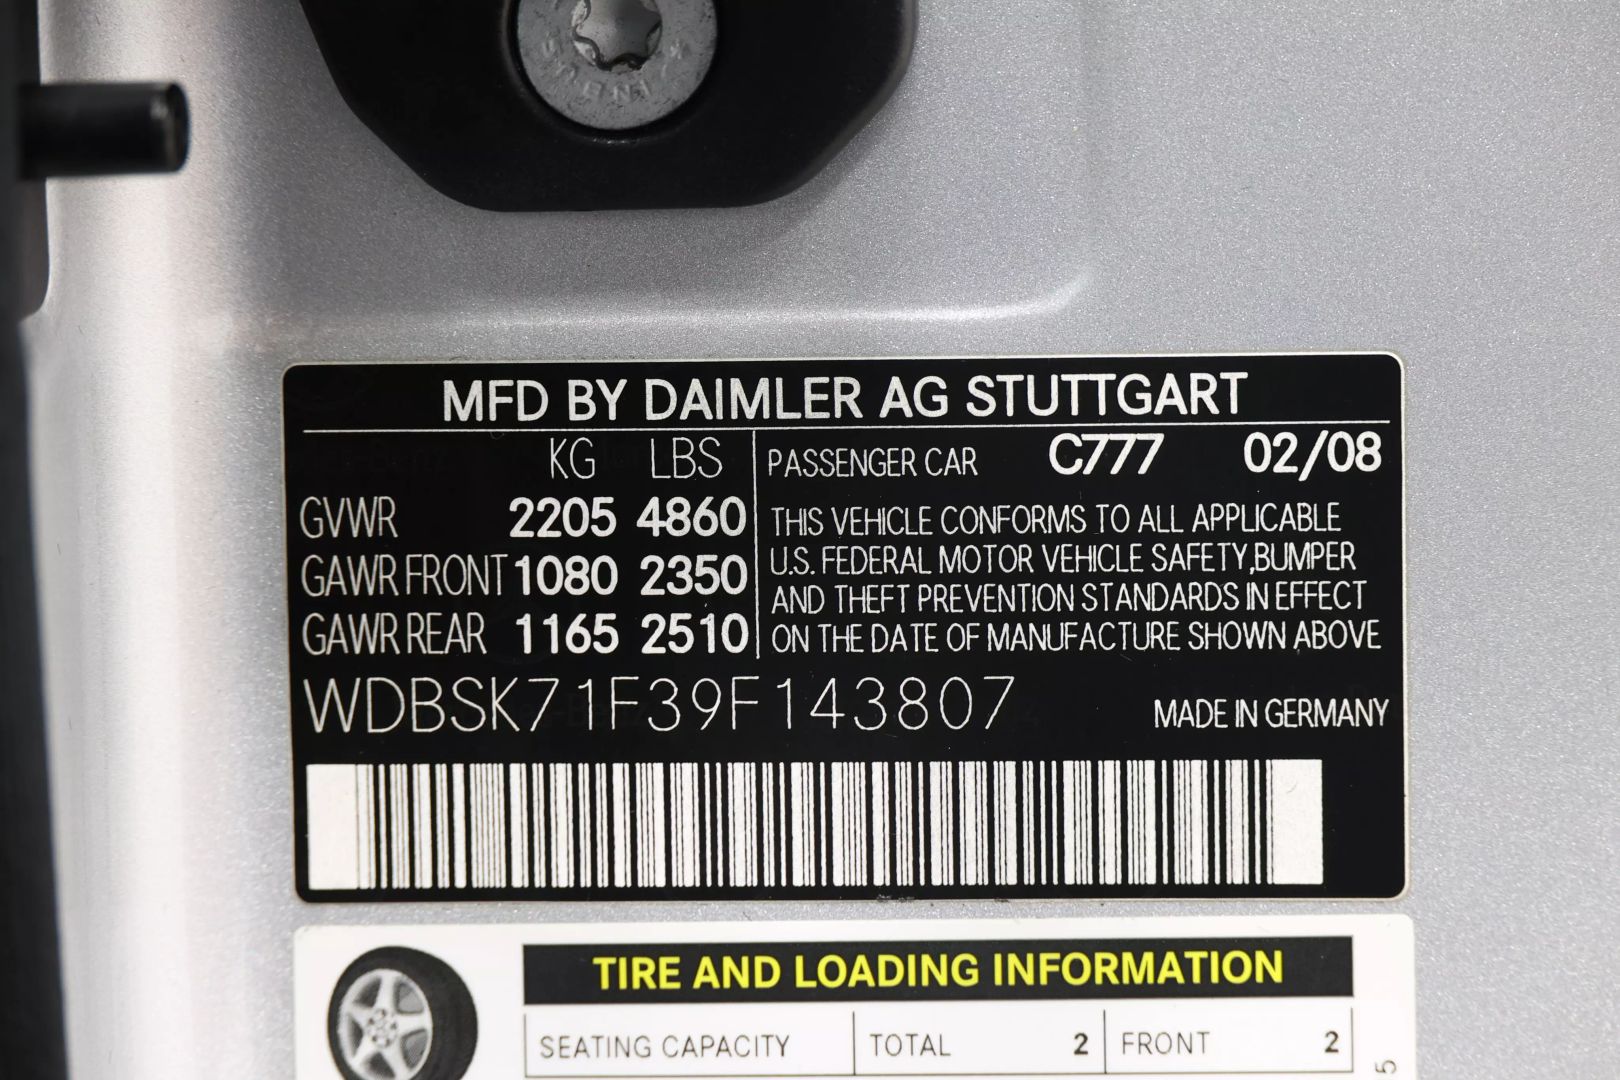 MFD BY DAIMLER AG STUTTGART
KG LBS
GVWR 2205 4860
GAWR FRONT 1080 2350
GAWR REAR 1165 2510
PASSENGER CAR C777 02/08
THIS VEHICLE CONFORMS TO ALL APPLICABLE
U.S. FEDERAL MOTOR VEHICLE SAFETY,BUMPER
AND THEFT PREVENTION STANDARDS IN EFFECT
ON THE DATE OF MANUFACTURE SHOWN ABOVE
WDBSK71F39F143807
MADE IN GERMANY
TIRE AND LOADING INFORMATION
SEATING CAPACITY TOTAL 2 FRONT 2
5